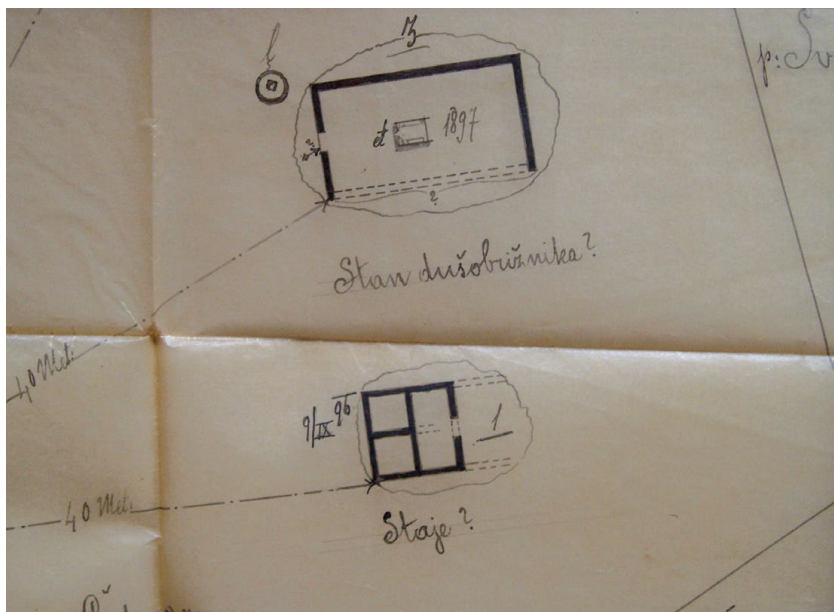 1897
?
Stan dušobrižnika?
40 Met.
9/IX 96
1
40 Met.
Staje?